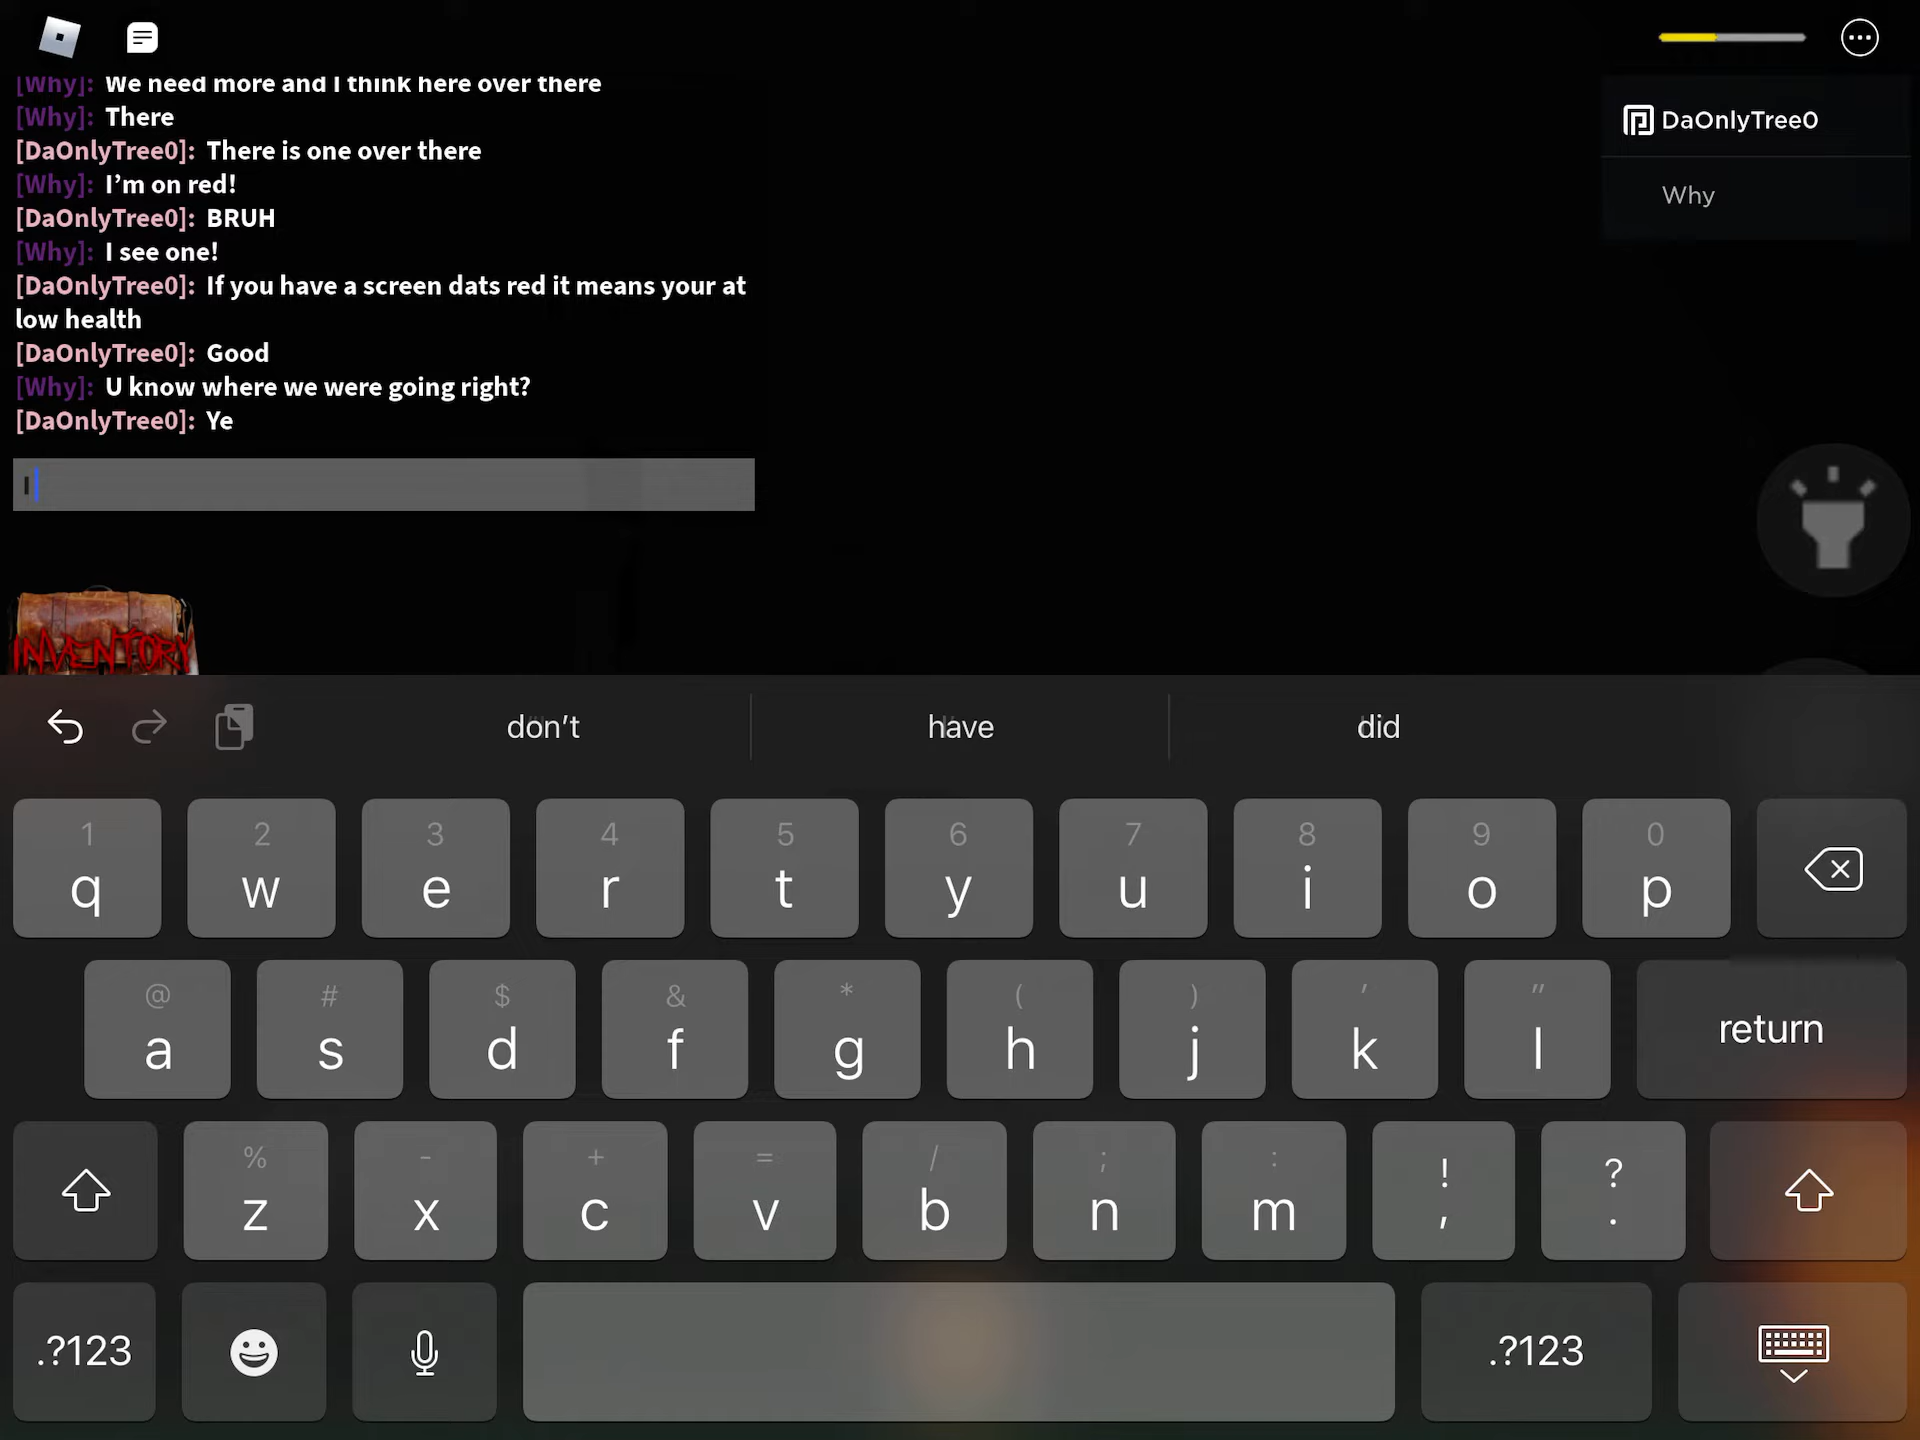 [Why]: We need more and I think here over there
[Why]: There
[DaOnlyTree0]: There is one over there
[Why]: I'm on red!
[DaOnlyTree0]: BRUH
[Why]: I see one!
[DaOnlyTree0]: If you have a screen dats red it means your at
low health
[DaOnlyTree0]: Good
[Why]: U know where we were going right?
[DaOnlyTree0]: Ye
I
DaOnlyTree0
Why
INVENTORY
don't have did
1 2 3 4 5 6 7 8 9 0
q w e r t y u i o p
@ # $ & * ( ) ' "
a s d f g h j k l return
% - + = / ; : ! ?
z x c v b n m , .
.?123 .?123